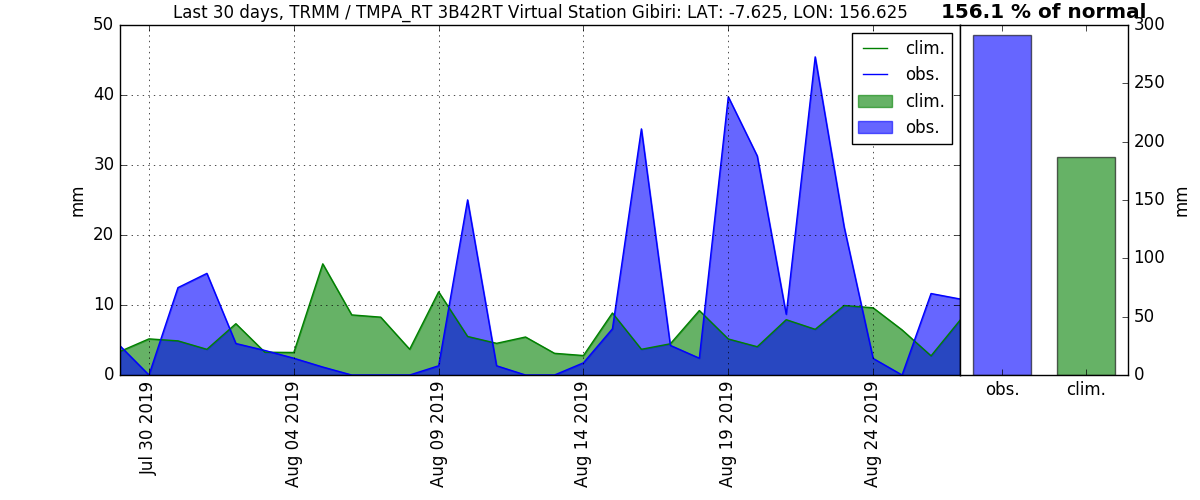 Last 30 days, TRMM / TMPA_RT 3B42RT Virtual Station Gibiri: LAT: -7.625, LON: 156.625
156.1 % of normal
50
40
30
20
10
0
mm
clim.
obs.
clim.
obs.
Jul 30 2019
Aug 04 2019
Aug 09 2019
Aug 14 2019
Aug 19 2019
Aug 24 2019
300
250
200
150
100
50
0
mm
obs.
clim.